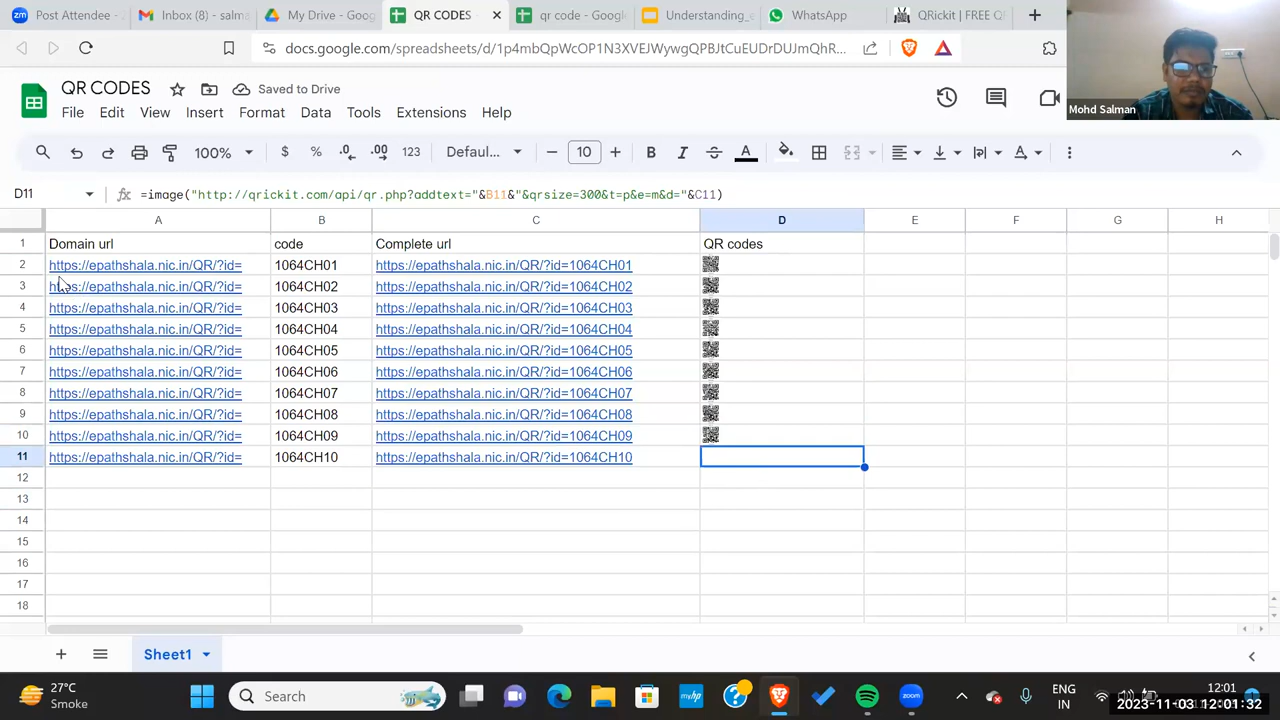 Post Attendee - Z
Inbox (8) - salma
My Drive - Goo
QR CODES -
qr code - Googl
Understanding_
WhatsApp
QRickit | FREE Q
docs.google.com/spreadsheets/d/1p4mbQpWcOP1N3XVEJWywgQPBJtCuEUDrDUJmQhR...
Mohd Salman
QR CODES
Saved to Drive
File Edit View Insert Format Data Tools Extensions Help
100% $ % .0 .00 123 Defaul... 10 B I S A
D11 fx =image("http://qrickit.com/api/qr.php?addtext="&B11&"&qrsize=300&t=p&e=m&d="&C11)
A B C D E F G H
1 Domain url code Complete url QR codes
2 https://epathshala.nic.in/QR/?id= 1064CH01 https://epathshala.nic.in/QR/?id=1064CH01
3 https://epathshala.nic.in/QR/?id= 1064CH02 https://epathshala.nic.in/QR/?id=1064CH02
4 https://epathshala.nic.in/QR/?id= 1064CH03 https://epathshala.nic.in/QR/?id=1064CH03
5 https://epathshala.nic.in/QR/?id= 1064CH04 https://epathshala.nic.in/QR/?id=1064CH04
6 https://epathshala.nic.in/QR/?id= 1064CH05 https://epathshala.nic.in/QR/?id=1064CH05
7 https://epathshala.nic.in/QR/?id= 1064CH06 https://epathshala.nic.in/QR/?id=1064CH06
8 https://epathshala.nic.in/QR/?id= 1064CH07 https://epathshala.nic.in/QR/?id=1064CH07
9 https://epathshala.nic.in/QR/?id= 1064CH08 https://epathshala.nic.in/QR/?id=1064CH08
10 https://epathshala.nic.in/QR/?id= 1064CH09 https://epathshala.nic.in/QR/?id=1064CH09
11 https://epathshala.nic.in/QR/?id= 1064CH10 https://epathshala.nic.in/QR/?id=1064CH10
12
13
14
15
16
17
18
Sheet1
27°C
Smoke
Search
ENG
IN
12:01
2023-11-03 12:01:32